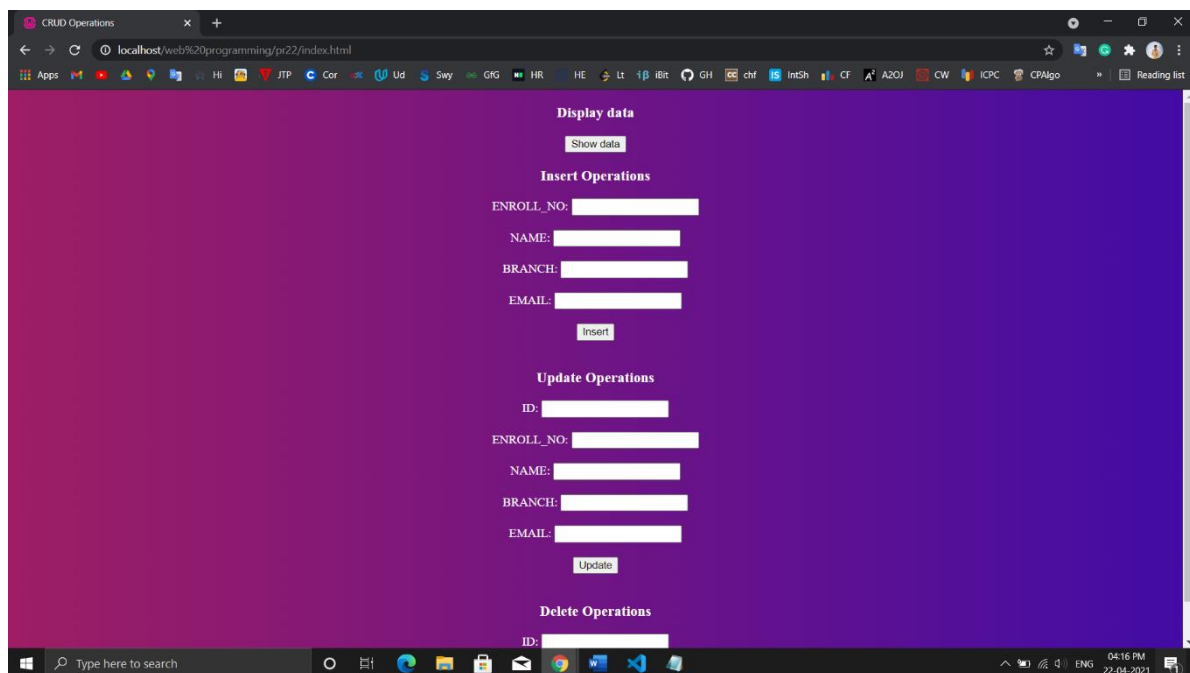 CRUD Operations
localhost/web%20programming/pr22/index.html
Apps Hi JTP Cor Ud Swy GfG HR HE Lt iBit GH chf IntSh CF A2OJ CW ICPC CPAlgo » Reading list
Display data
Show data
Insert Operations
ENROLL_NO:
NAME:
BRANCH:
EMAIL:
Insert
Update Operations
ID:
ENROLL_NO:
NAME:
BRANCH:
EMAIL:
Update
Delete Operations
ID:
Type here to search
ENG
04:16 PM
22-04-2021